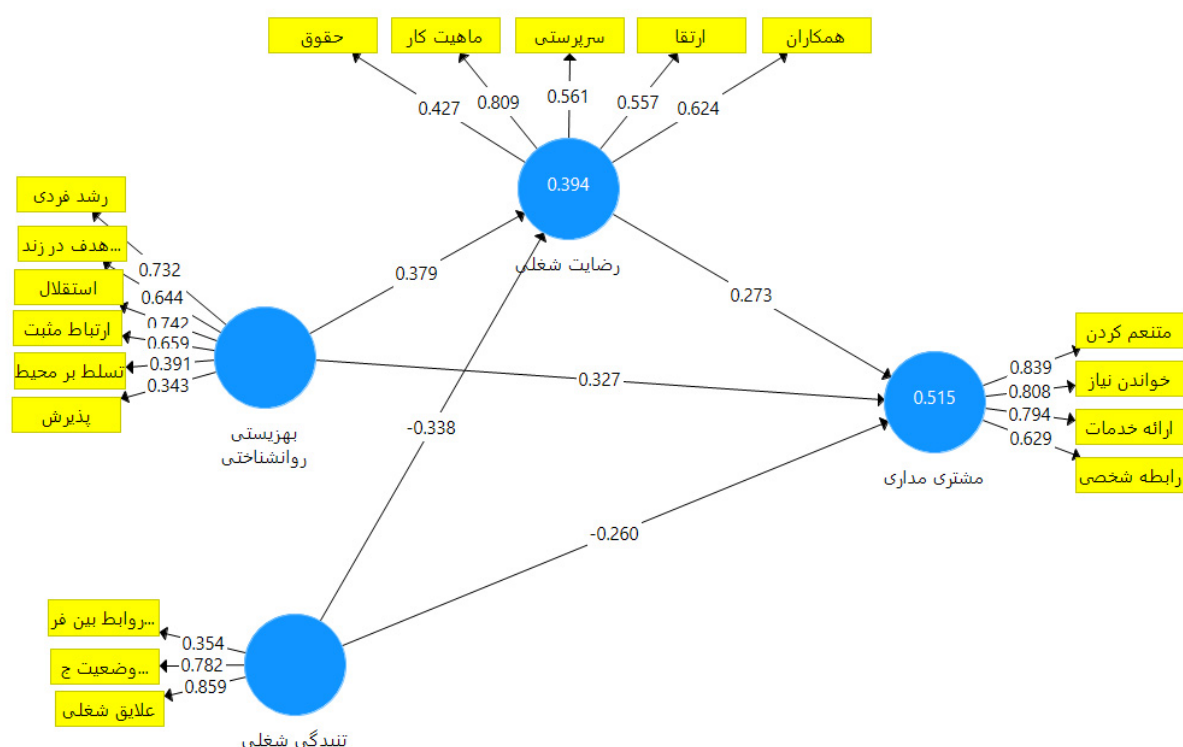 همکاران
ارتقا
سرپرستی
ماهیت کار
حقوق
0.427
0.809
0.561
0.557
0.624
0.394
رضایت شغلی
رشد فردی
هدف در زند...
استقلال
ارتباط مثبت
تسلط بر محیط
پذیرش
0.732
0.644
0.742
0.659
0.391
0.343
بهزیستی
روانشناختی
0.379
0.273
0.327
-0.338
-0.260
0.515
مشتری مداری
0.839
0.808
0.794
0.629
متنعم کردن
خواندن نیاز
ارائه خدمات
رابطه شخصی
روابط بین فر...
وضعیت ج...
علایق شغلی
0.354
0.782
0.859
تنیدگی شغلی